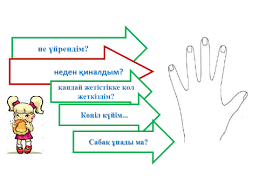 не үйрендім?
неден қиналдым?
қандай жетістікке қол
жеткіздім?
Көңіл күйім...
Сабақ ұнады ма?